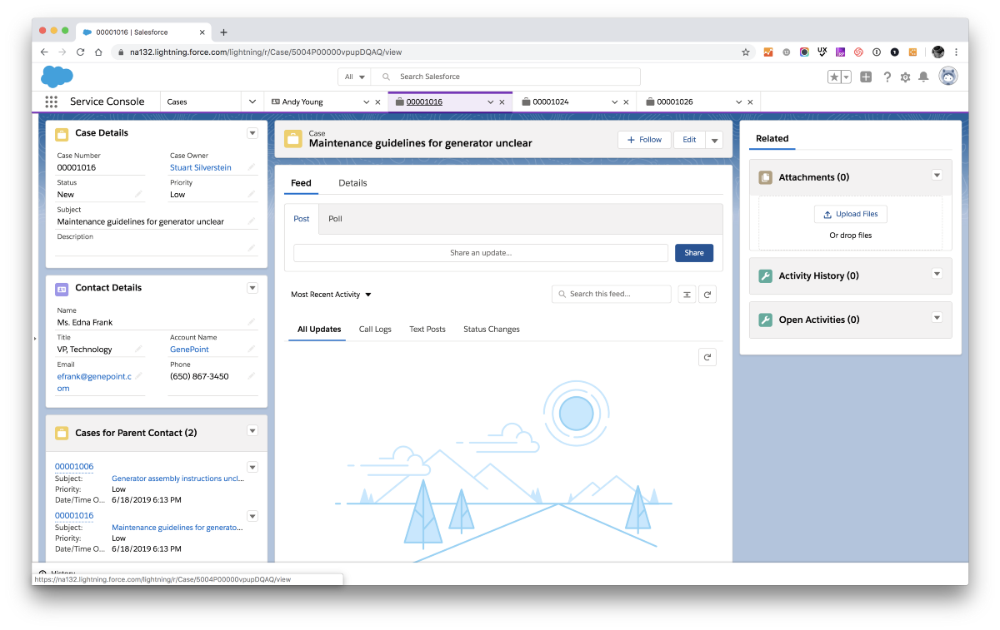 00001016 | Salesforce
na132.lightning.force.com/lightning/r/Case/5004P00000vpupDQAQ/view
All
Search Salesforce
Service Console
Cases
Andy Young
00001016
00001024
00001026
Case Details
Case Number
Case Owner
00001016
Stuart Silverstein
Status
Priority
New
Low
Subject
Maintenance guidelines for generator unclear
Description
Contact Details
Name
Ms. Edna Frank
Title
Account Name
VP, Technology
GenePoint
Email
Phone
efrank@genepoint.c
om
(650) 867-3450
Cases for Parent Contact (2)
00001006
Subject: Generator assembly instructions uncl...
Priority: Low
Date/Time O... 6/18/2019 6:13 PM
00001016
Subject: Maintenance guidelines for generato...
Priority: Low
Date/Time O... 6/18/2019 6:13 PM
Case
Maintenance guidelines for generator unclear
+ Follow
Edit
Feed
Details
Post
Poll
Share an update...
Share
Most Recent Activity
Search this feed...
All Updates
Call Logs
Text Posts
Status Changes
Related
Attachments (0)
Upload Files
Or drop files
Activity History (0)
Open Activities (0)
History
https://na132.lightning.force.com/lightning/r/Case/5004P00000vpupDQAQ/view